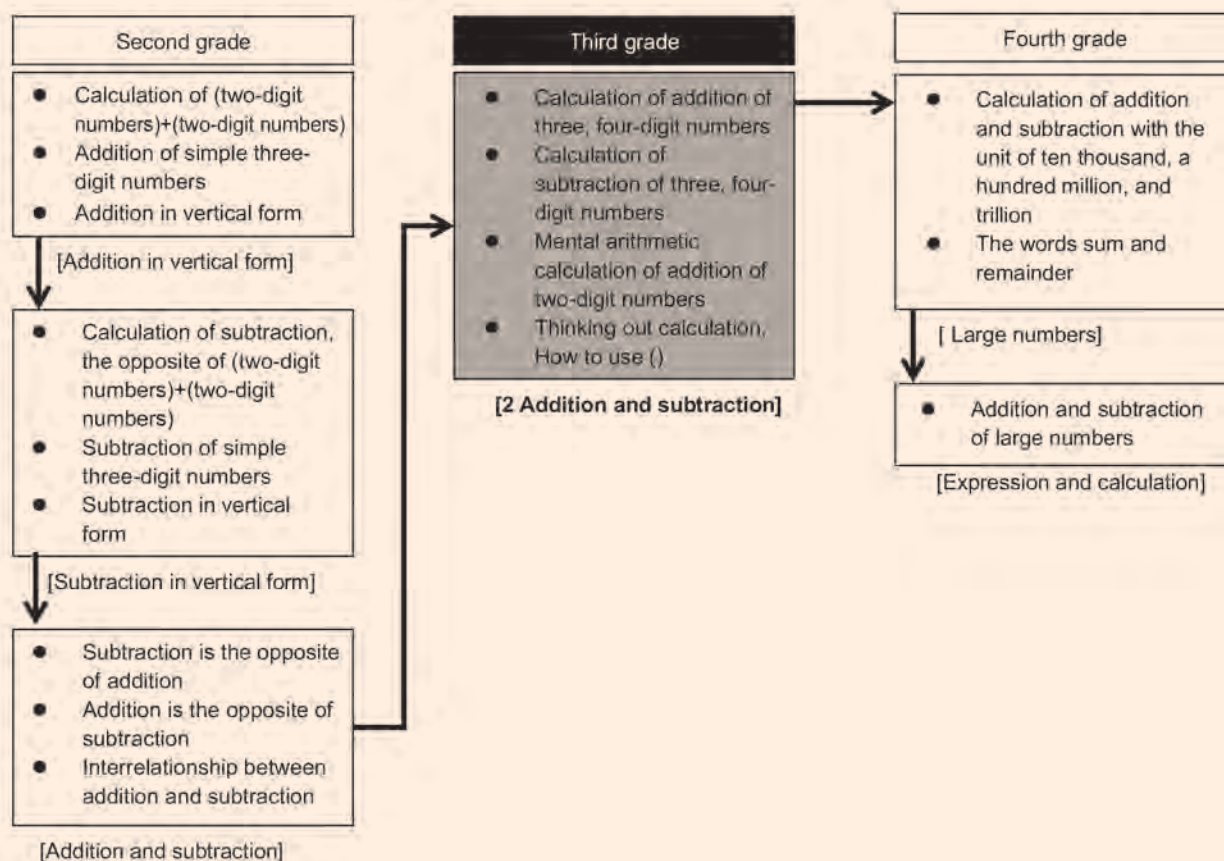 Second grade
● Calculation of (two-digit
numbers)+(two-digit numbers)
● Addition of simple three-
digit numbers
● Addition in vertical form
[Addition in vertical form]
● Calculation of subtraction,
the opposite of (two-digit
numbers)+(two-digit
numbers)
● Subtraction of simple
three-digit numbers
● Subtraction in vertical
form
[Subtraction in vertical form]
● Subtraction is the opposite
of addition
● Addition is the opposite of
subtraction
● Interrelationship between
addition and subtraction
[Addition and subtraction]
Third grade
● Calculation of addition of
three, four-digit numbers
● Calculation of
subtraction of three, four-
digit numbers
● Mental arithmetic
calculation of addition of
two-digit numbers
● Thinking out calculation,
How to use ()
[2 Addition and subtraction]
Fourth grade
● Calculation of addition
and subtraction with the
unit of ten thousand, a
hundred million, and
trillion
● The words sum and
remainder
[ Large numbers]
● Addition and subtraction
of large numbers
[Expression and calculation]